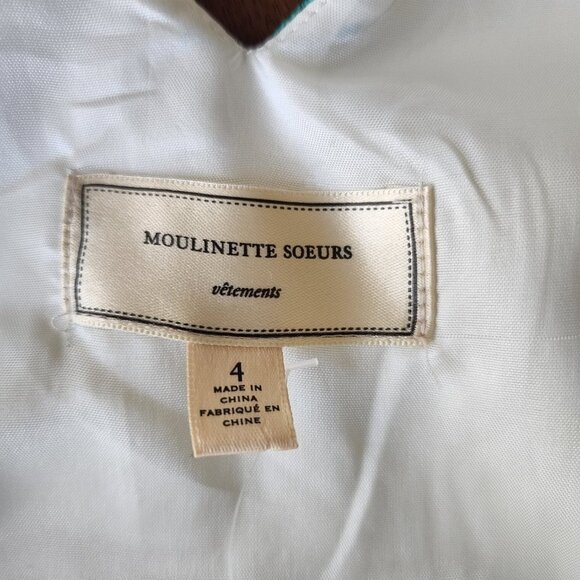 MOULINETTE SOEURS
vêtements
4
MADE IN
CHINA
FABRIQUÉ EN
CHINE